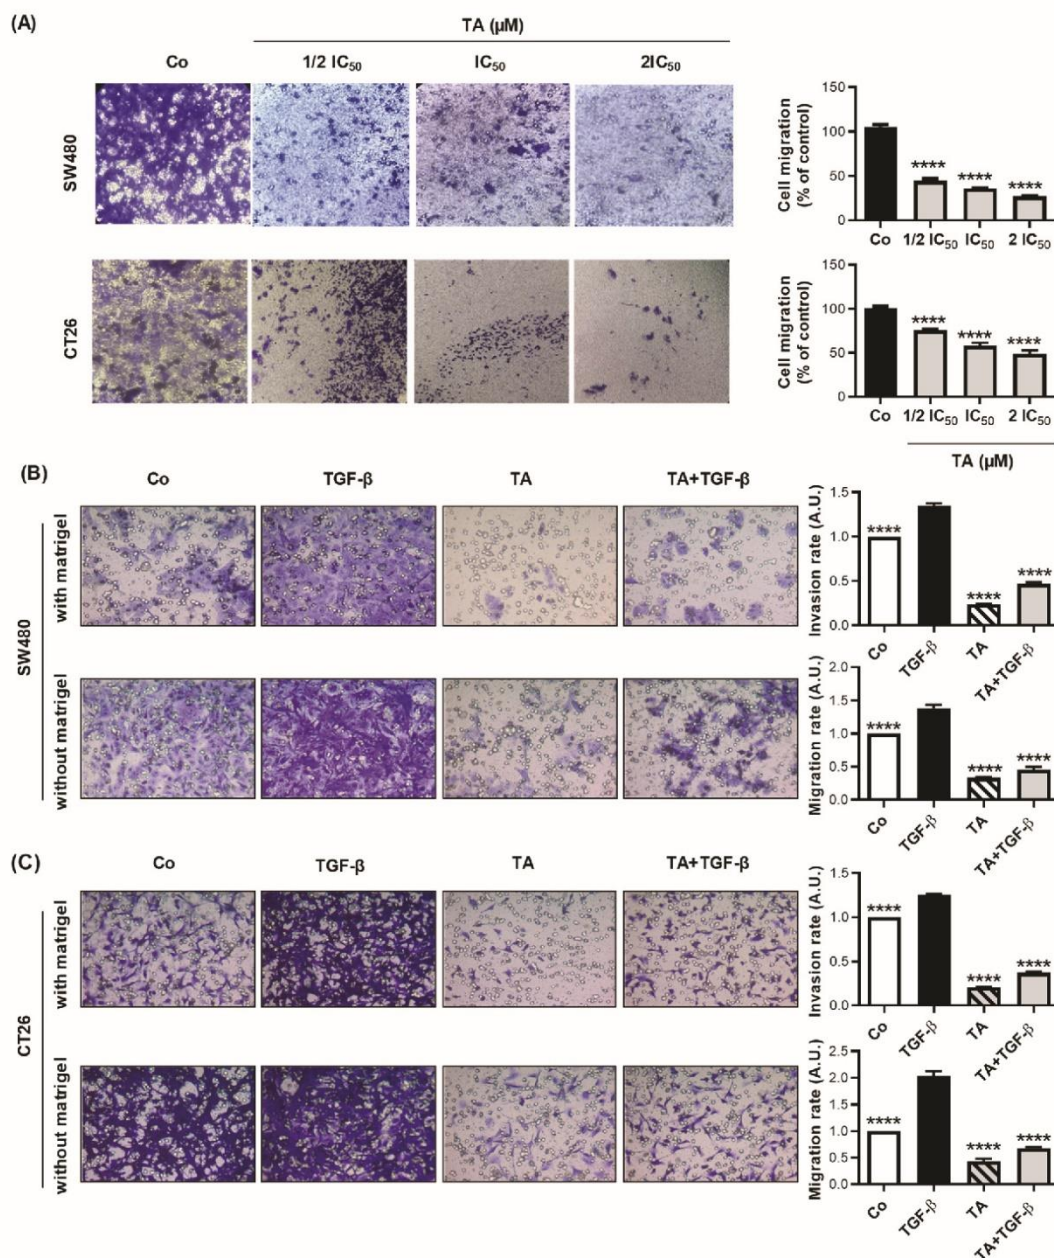 (A)
TA (µM)
Co 1/2 IC50 IC50 2IC50
SW480
150
100
50
0
Cell migration
(% of control)
**** **** ****
Co 1/2 IC50 IC50 2 IC50
CT26
150
100
50
0
Cell migration
(% of control)
**** **** ****
Co 1/2 IC50 IC50 2 IC50
TA (µM)
(B)
Co TGF-β TA TA+TGF-β
SW480
with matrigel
1.5
1.0
0.5
0.0
Invasion rate (A.U.)
**** **** ****
Co TGF-β TA TA+TGF-β
without matrigel
2.0
1.5
1.0
0.5
0.0
Migration rate (A.U.)
**** **** ****
Co TGF-β TA TA+TGF-β
(C)
Co TGF-β TA TA+TGF-β
CT26
with matrigel
1.5
1.0
0.5
0.0
Invasion rate (A.U.)
**** **** ****
Co TGF-β TA TA+TGF-β
without matrigel
2.5
2.0
1.5
1.0
0.5
0.0
Migration rate (A.U.)
**** **** ****
Co TGF-β TA TA+TGF-β